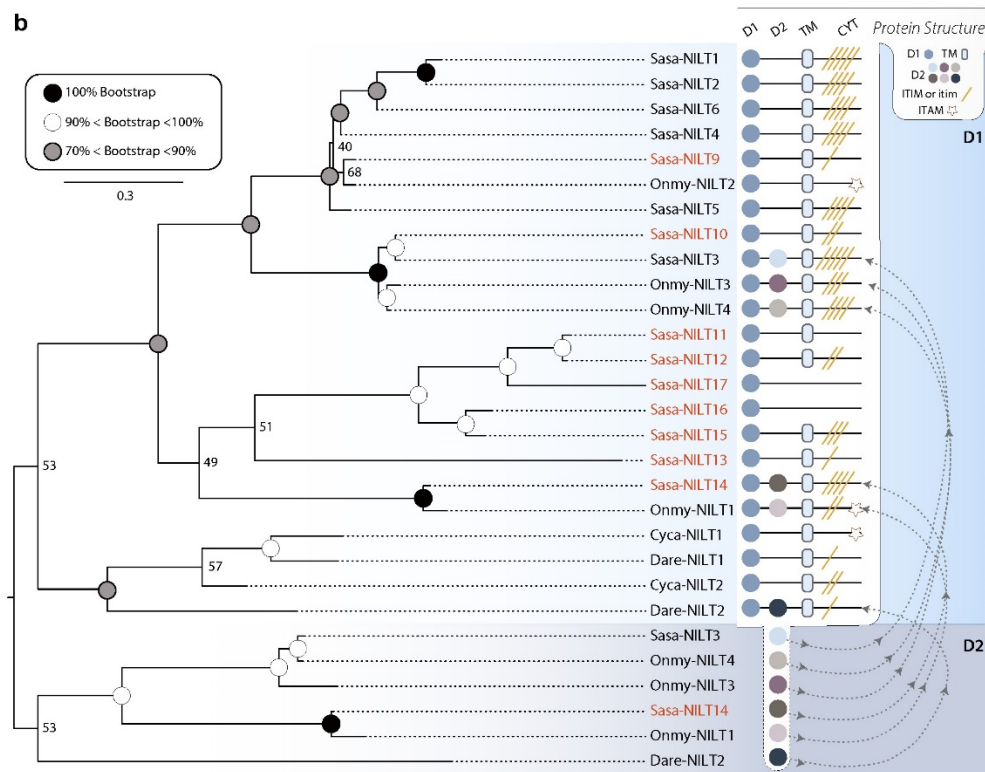 b
D1 D2 TM CYT
Protein Structure
D1 TM
D2
ITIM or itim
ITAM
D1
100% Bootstrap
90% < Bootstrap <100%
70% < Bootstrap <90%
0.3
Sasa-NILT1
Sasa-NILT2
Sasa-NILT6
Sasa-NILT4
40
Sasa-NILT9
68
Onmy-NILT2
Sasa-NILT5
Sasa-NILT10
Sasa-NILT3
Onmy-NILT3
Onmy-NILT4
Sasa-NILT11
Sasa-NILT12
Sasa-NILT17
Sasa-NILT16
51
Sasa-NILT15
53
49
Sasa-NILT13
Sasa-NILT14
Onmy-NILT1
Cyca-NILT1
57
Dare-NILT1
Cyca-NILT2
Dare-NILT2
Sasa-NILT3
D2
Onmy-NILT4
Onmy-NILT3
Sasa-NILT14
53
Onmy-NILT1
Dare-NILT2